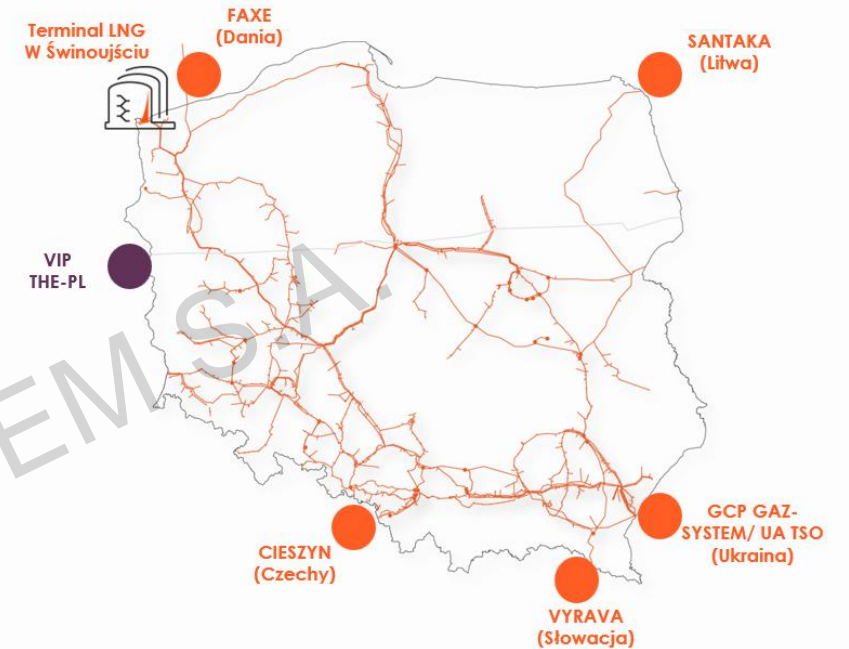 FAXE
(Dania)
Terminal LNG
W Świnoujściu
SANTAKA
(Litwa)
VIP
THE-PL
EM S.A.
GCP GAZ-
SYSTEM/ UA TSO
(Ukraina)
CIESZYN
(Czechy)
VYRAVA
(Słowacja)